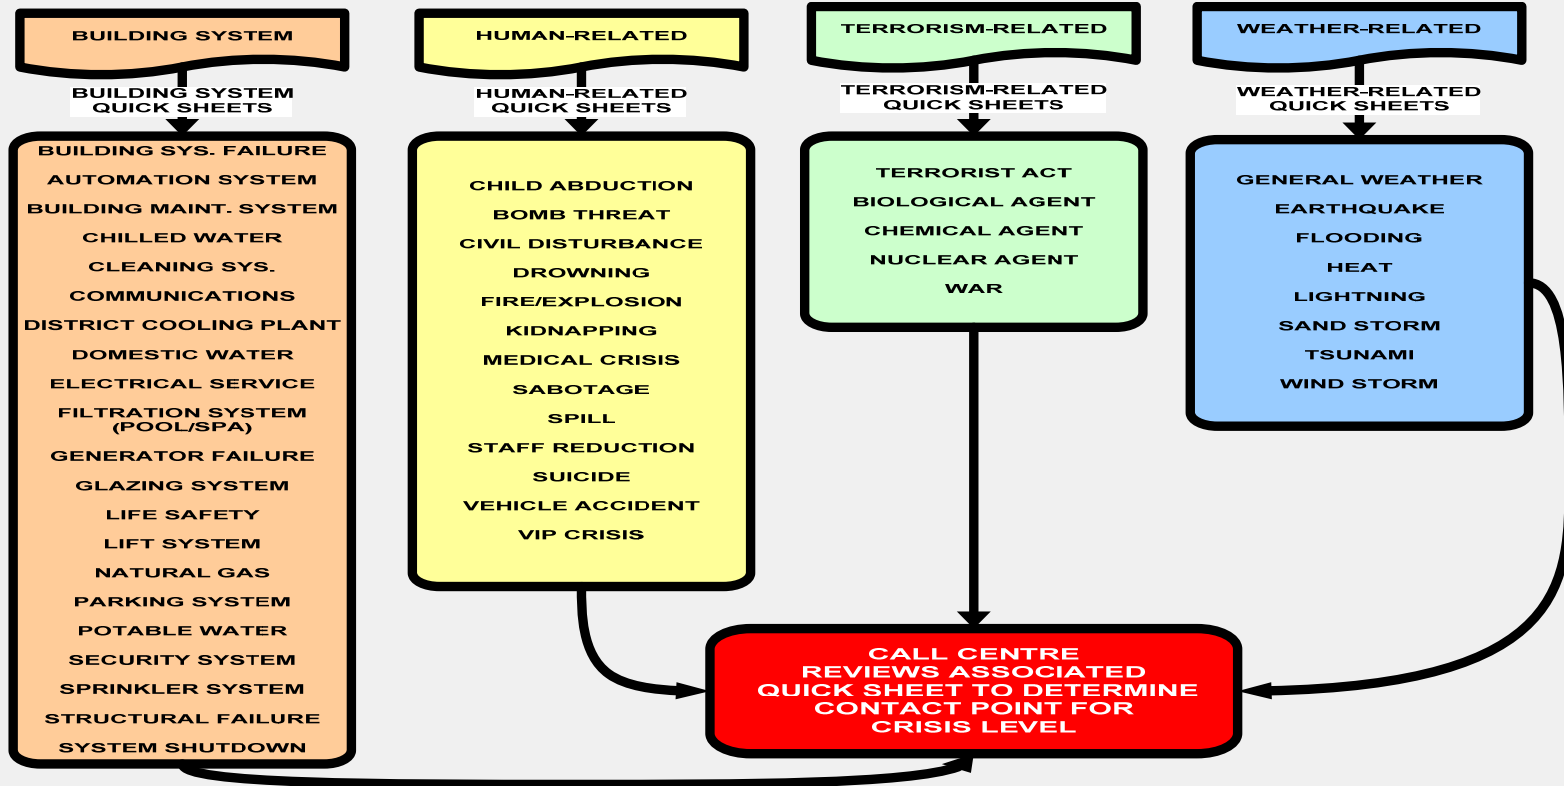 BUILDING SYSTEM
BUILDING SYSTEM
QUICK SHEETS
BUILDING SYS. FAILURE
AUTOMATION SYSTEM
BUILDING MAINT. SYSTEM
CHILLED WATER
CLEANING SYS.
COMMUNICATIONS
DISTRICT COOLING PLANT
DOMESTIC WATER
ELECTRICAL SERVICE
FILTRATION SYSTEM
(POOL/SPA)
GENERATOR FAILURE
GLAZING SYSTEM
LIFE SAFETY
LIFT SYSTEM
NATURAL GAS
PARKING SYSTEM
POTABLE WATER
SECURITY SYSTEM
SPRINKLER SYSTEM
STRUCTURAL FAILURE
SYSTEM SHUTDOWN
HUMAN-RELATED
HUMAN-RELATED
QUICK SHEETS
CHILD ABDUCTION
BOMB THREAT
CIVIL DISTURBANCE
DROWNING
FIRE/EXPLOSION
KIDNAPPING
MEDICAL CRISIS
SABOTAGE
SPILL
STAFF REDUCTION
SUICIDE
VEHICLE ACCIDENT
VIP CRISIS
TERRORISM-RELATED
TERRORISM-RELATED
QUICK SHEETS
TERRORIST ACT
BIOLOGICAL AGENT
CHEMICAL AGENT
NUCLEAR AGENT
WAR
WEATHER-RELATED
WEATHER-RELATED
QUICK SHEETS
GENERAL WEATHER
EARTHQUAKE
FLOODING
HEAT
LIGHTNING
SAND STORM
TSUNAMI
WIND STORM
CALL CENTRE
REVIEWS ASSOCIATED
QUICK SHEET TO DETERMINE
CONTACT POINT FOR
CRISIS LEVEL